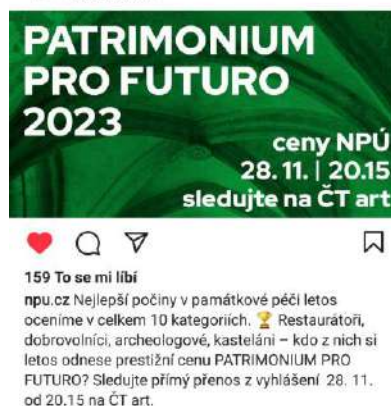 PATRIMONIUM
PRO FUTURO
2023
ceny NPÚ
28. 11. | 20.15
sledujte na ČT art
159 To se mi líbí
npu.cz Nejlepší počiny v památkové péči letos
oceníme v celkem 10 kategoriích. 🏆 Restaurátoři,
dobrovolníci, archeologové, kasteláni – kdo z nich si
letos odnese prestižní cenu PATRIMONIUM PRO
FUTURO? Sledujte přímý přenos z vyhlášení 28. 11.
od 20.15 na ČT art.